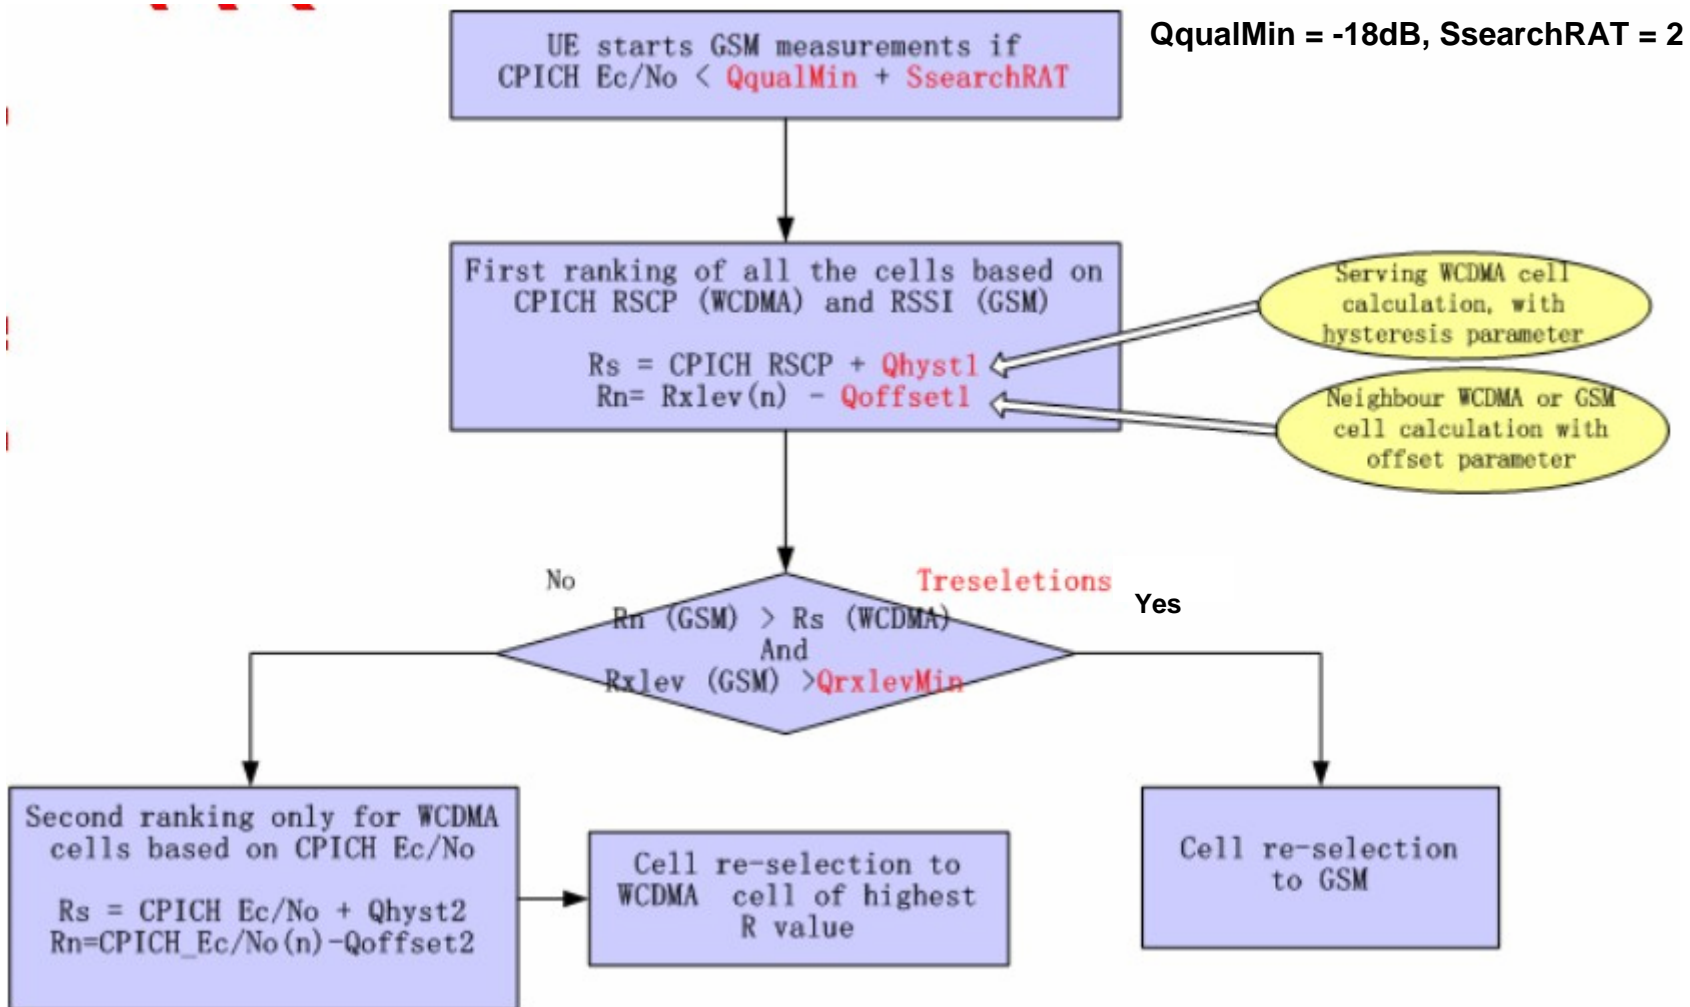 QqualMin = -18dB, SsearchRAT = 2
UE starts GSM measurements if
CPICH Ec/No < QqualMin + SsearchRAT
First ranking of all the cells based on
CPICH RSCP (WCDMA) and RSSI (GSM)
Rs = CPICH RSCP + Qhyst1
Rn= Rxlev(n) - Qoffset1
Serving WCDMA cell
calculation, with
hysteresis parameter
Neighbour WCDMA or GSM
cell calculation with
offset parameter
No
Treseletions
Yes
Rn (GSM) > Rs (WCDMA)
And
Rxlev (GSM) >QrxlevMin
Second ranking only for WCDMA
cells based on CPICH Ec/No
Rs = CPICH Ec/No + Qhyst2
Rn=CPICH_Ec/No(n)-Qoffset2
Cell re-selection to
WCDMA cell of highest
R value
Cell re-selection
to GSM